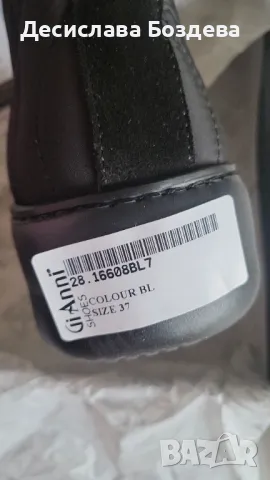 Десислава Боздева
28.16608BL7
GiAnni
SHOES
COLOUR BL
SIZE 37
BAZAR